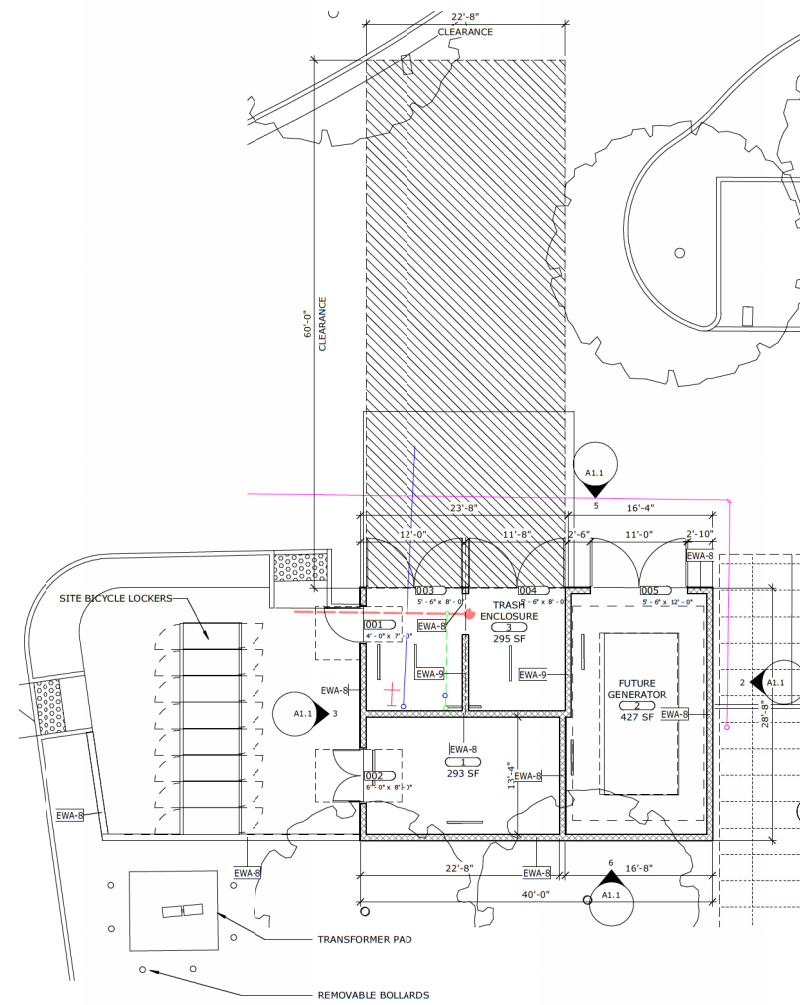 22'-8"
CLEARANCE
60'-0"
CLEARANCE
A1.1
5
23'-8"
16'-4"
12'-0"
11'-8"
2'-6"
11'-0"
2'-10"
EWA-8
SITE BICYCLE LOCKERS
003
5' - 6" x 8' - 0"
004
005
5' - 6" x 12' - 0"
TRASH
ENCLOSURE
3
295 SF
001
4' - 0" x 7' - 0"
EWA-8
EWA-9
EWA-9
EWA-8
A1.1
3
FUTURE
GENERATOR
2
427 SF
EWA-8
2
A1.1
28'-8"
EWA-8
1
293 SF
13'-4"
EWA-8
002
6' - 0" x 8' - 0"
EWA-8
EWA-8
EWA-8
22'-8"
16'-8"
6
A1.1
40'-0"
TRANSFORMER PAD
REMOVABLE BOLLARDS